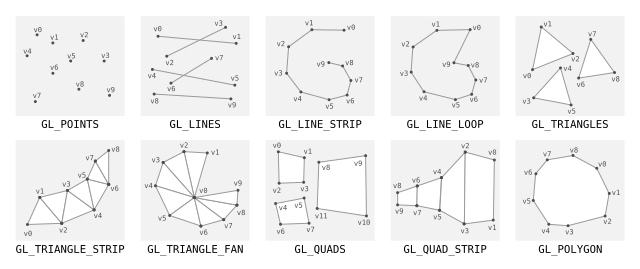 v0 v1 v2 v3 v4 v5 v6 v7 v8 v9
GL_POINTS
v0 v1 v2 v3 v4 v5 v6 v7 v8 v9
GL_LINES
v0 v1 v2 v3 v4 v5 v6 v7 v8 v9
GL_LINE_STRIP
v0 v1 v2 v3 v4 v5 v6 v7 v8 v9
GL_LINE_LOOP
v0 v1 v2 v3 v4 v5 v6 v7 v8
GL_TRIANGLES
v0 v1 v2 v3 v4 v5 v6 v7 v8
GL_TRIANGLE_STRIP
v0 v1 v2 v3 v4 v5 v6 v7 v8 v9
GL_TRIANGLE_FAN
v0 v1 v2 v3 v4 v5 v6 v7 v8 v9 v10 v11
GL_QUADS
v0 v1 v2 v3 v4 v5 v6 v7 v8 v9
GL_QUAD_STRIP
v0 v1 v2 v3 v4 v5 v6 v7 v8
GL_POLYGON